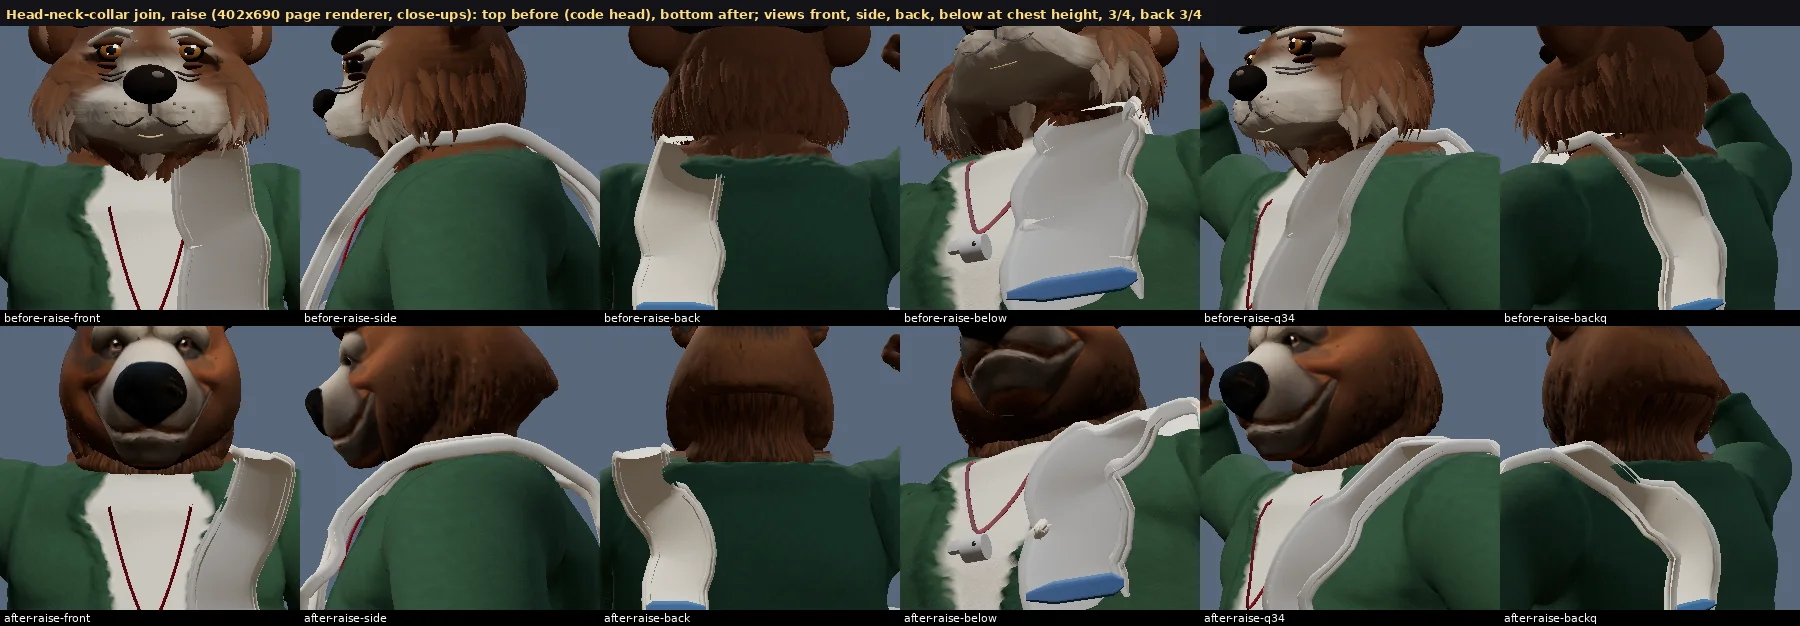 Head-neck-collar join, raise (402x690 page renderer, close-ups): top before (code head), bottom after; views front, side, back, below at chest height, 3/4, back 3/4
before-raise-front
before-raise-side
before-raise-back
before-raise-below
before-raise-q34
before-raise-backq
after-raise-front
after-raise-side
after-raise-back
after-raise-below
after-raise-q34
after-raise-backq